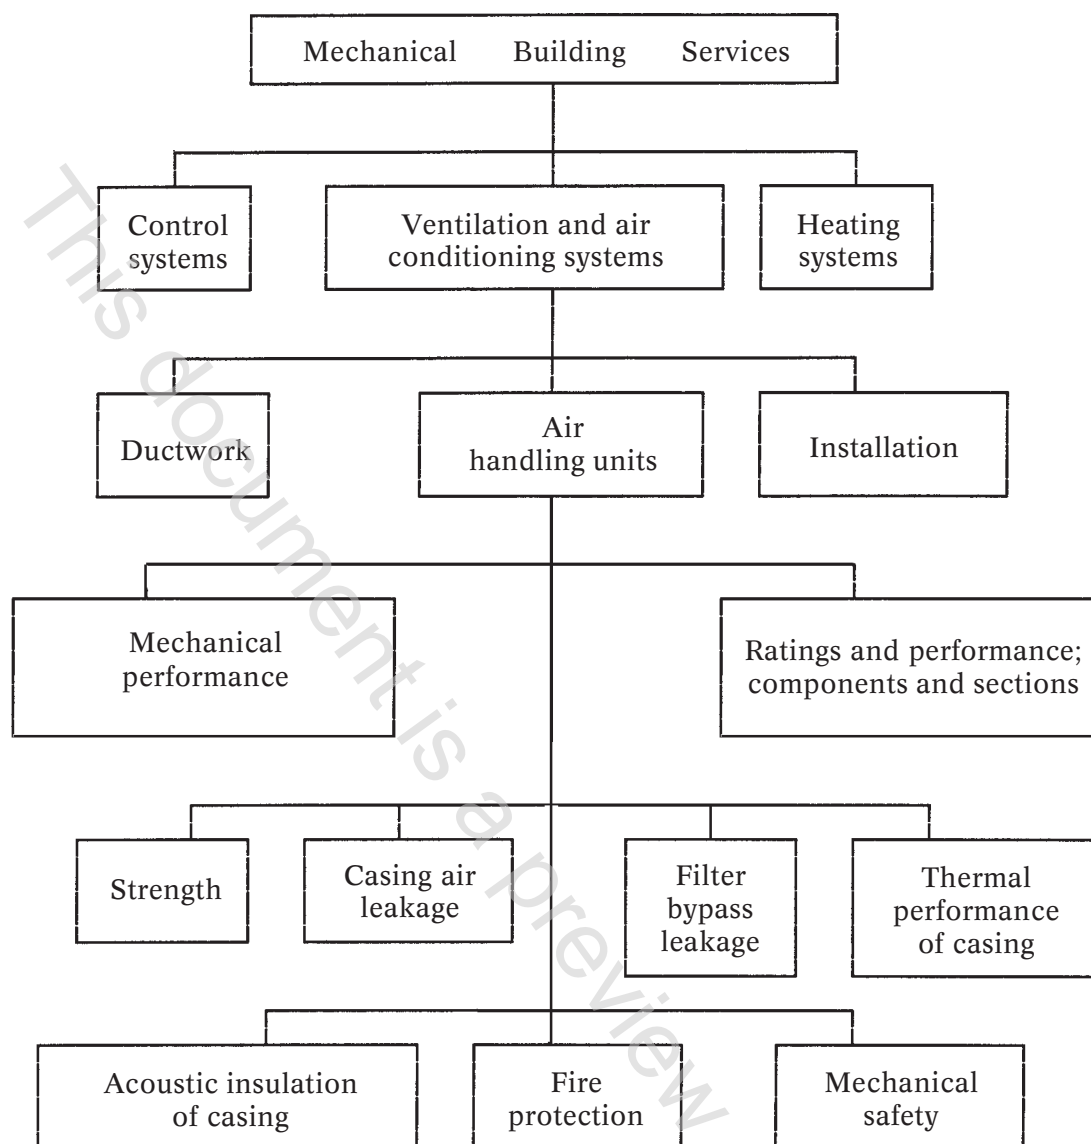 Mechanical Building Services
Control
systems
Ventilation and air
conditioning systems
Heating
systems
Ductwork
Air
handling units
Installation
Mechanical
performance
Ratings and performance;
components and sections
Strength
Casing air
leakage
Filter
bypass
leakage
Thermal
performance
of casing
Acoustic insulation
of casing
Fire
protection
Mechanical
safety
This document is a preview